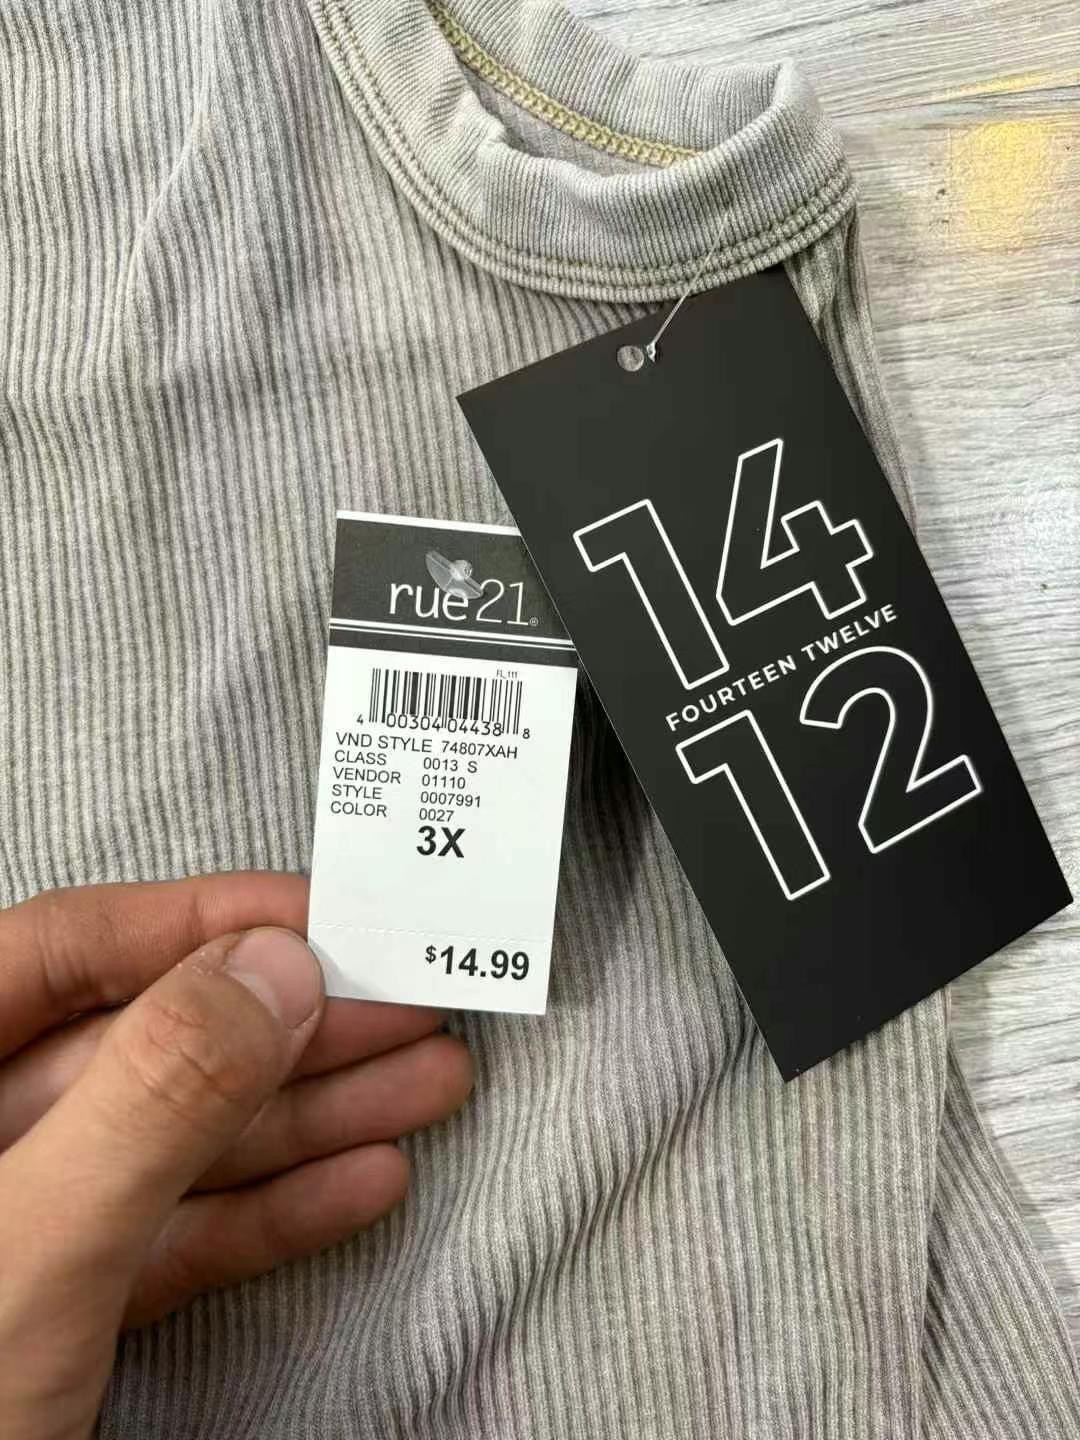 rue21®
FL_111
4 00304 04438 8
VND STYLE 74807XAH
CLASS 0013 S
VENDOR 01110
STYLE 0007991
COLOR 0027
3X
$14.99
14
FOURTEEN TWELVE
12